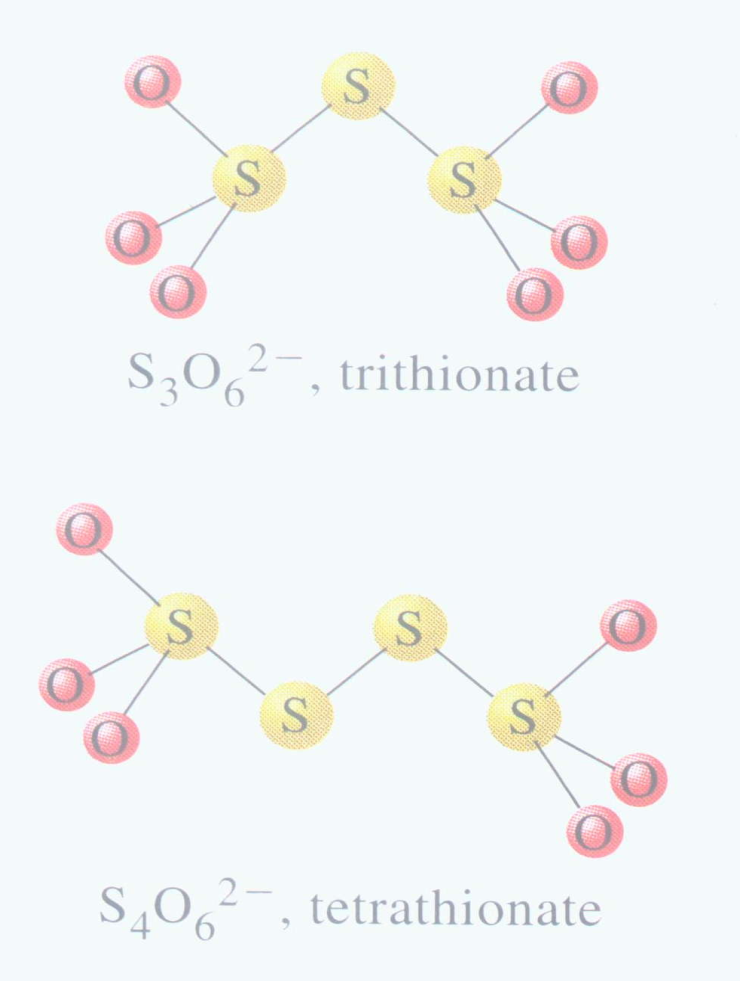 O S O
S S
O O
O O
S₃O₆²⁻, trithionate
O
S S O
O S S
O O
O
S₄O₆²⁻, tetrathionate